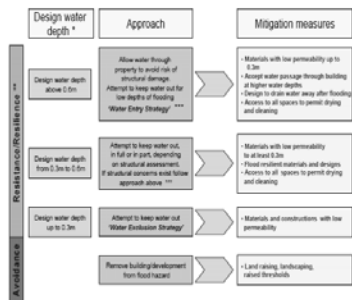 Design water
depth *
Approach
Mitigation measures
Resistance/Resilience **
Design water depth
above 0.6m
Allow water through
property to avoid risk of
structural damage.
Attempt to keep water out for
low depths of flooding
'Water Entry Strategy' ***
• Materials with low permeability up to
0.3m
• Accept water passage through building
at higher water depths
• Design to drain water away after flooding
• Access to all spaces to permit drying
and cleaning
Design water depth
from 0.3m to 0.6m
Attempt to keep water out,
in full or in part, depending
on structural assessment.
If structural concerns exist follow
approach above ***
• Materials with low permeability
to at least 0.3m
• Flood resilient materials and designs
• Access to all spaces to permit drying
and cleaning
Design water depth
up to 0.3m
Attempt to keep water out
'Water Exclusion Strategy'
• Materials and constructions with low
permeability
Avoidance
Remove building/development
from flood hazard
• Land raising, landscaping,
raised thresholds